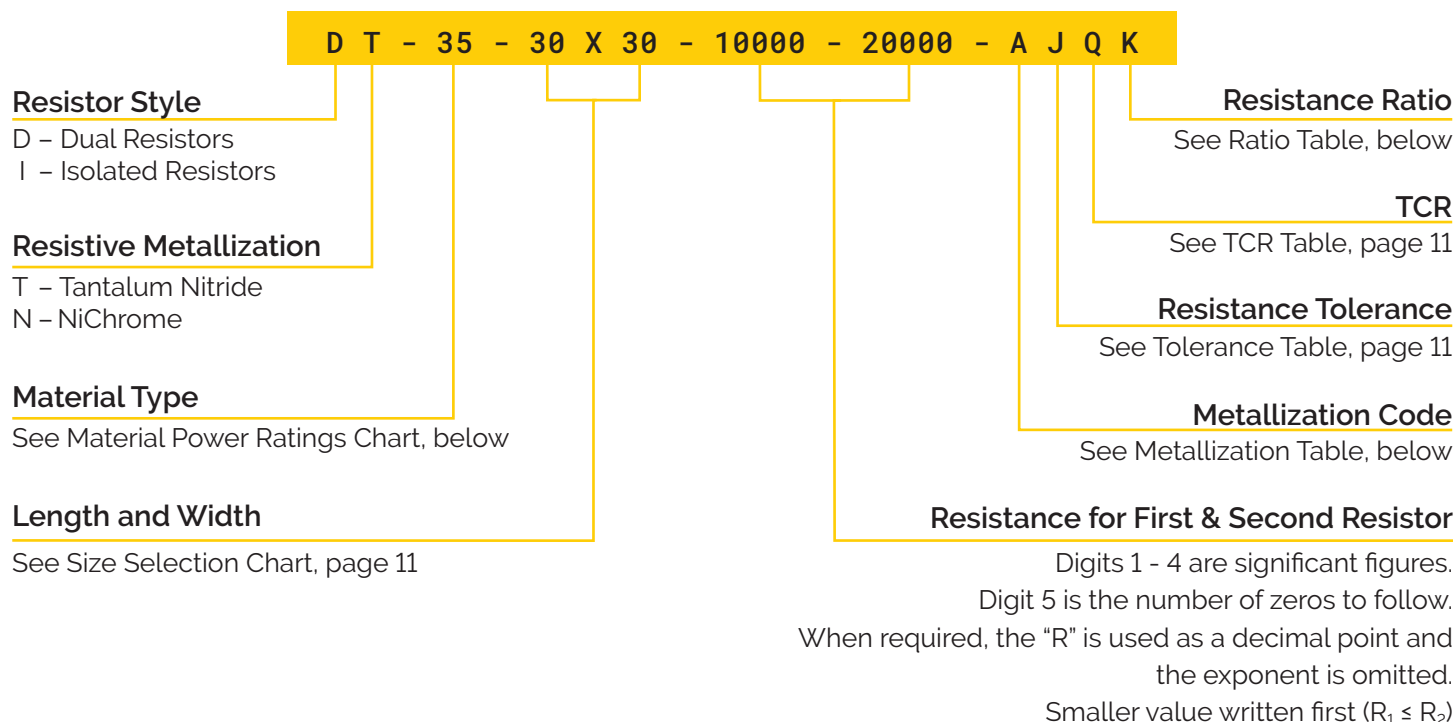 D T - 35 - 30 X 30 - 10000 - 20000 - A J Q K
Resistor Style
D – Dual Resistors
I – Isolated Resistors
Resistive Metallization
T – Tantalum Nitride
N – NiChrome
Material Type
See Material Power Ratings Chart, below
Length and Width
See Size Selection Chart, page 11
Resistance Ratio
See Ratio Table, below
TCR
See TCR Table, page 11
Resistance Tolerance
See Tolerance Table, page 11
Metallization Code
See Metallization Table, below
Resistance for First & Second Resistor
Digits 1 - 4 are significant figures.
Digit 5 is the number of zeros to follow.
When required, the “R” is used as a decimal point and
the exponent is omitted.
Smaller value written first (R₁ ≤ R₂)